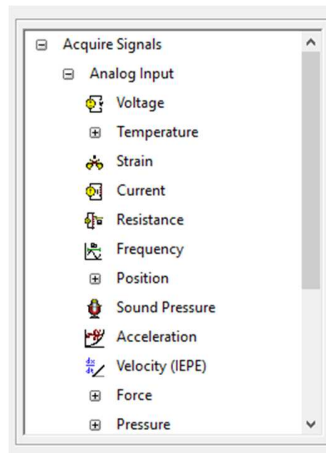 Acquire Signals
Analog Input
Voltage
Temperature
Strain
Current
Resistance
Frequency
Position
Sound Pressure
Acceleration
Velocity (IEPE)
Force
Pressure